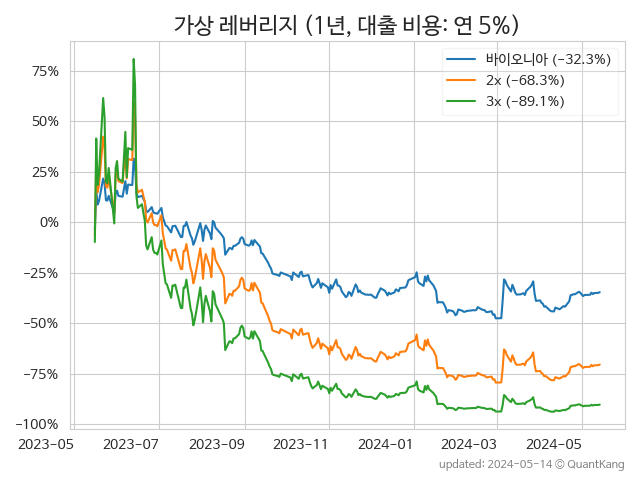 가상 레버리지 (1년, 대출 비용: 연 5%)
바이오니아 (−32.3%)
2x (−68.3%)
3x (−89.1%)
75%
50%
25%
0%
−25%
−50%
−75%
−100%
2023-05 2023-07 2023-09 2023-11 2024-01 2024-03 2024-05
updated: 2024-05-14 © QuantKang